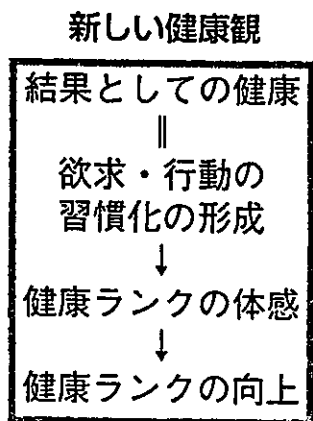 新しい健康観
結果としての健康
‖
欲求・行動の
習慣化の形成
↓
健康ランクの体感
↓
健康ランクの向上